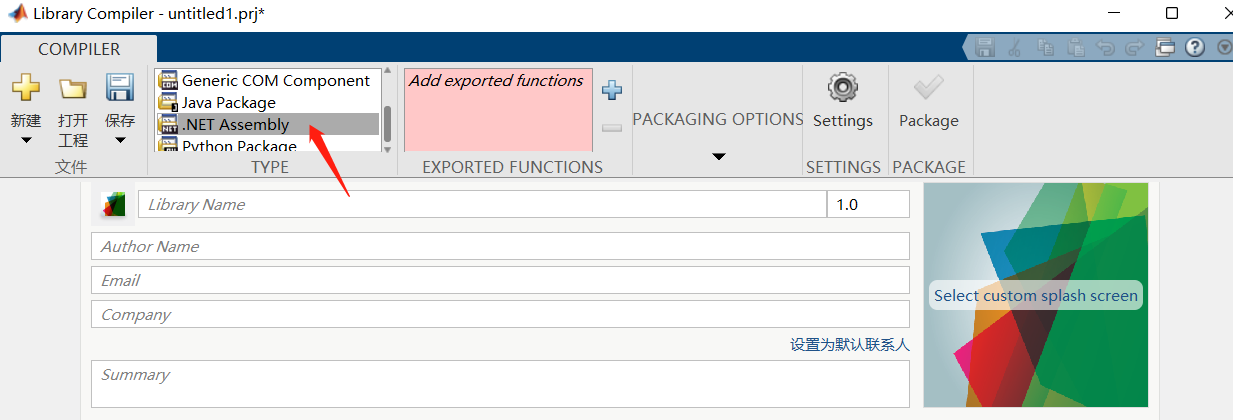 Library Compiler - untitled1.prj*
COMPILER
新建
打开
工程
保存
文件
Generic COM Component
Java Package
.NET Assembly
Python Package
TYPE
Add exported functions
EXPORTED FUNCTIONS
PACKAGING OPTIONS
Settings
SETTINGS
Package
PACKAGE
Library Name
1.0
Author Name
Email
Company
设置为默认联系人
Summary
Select custom splash screen